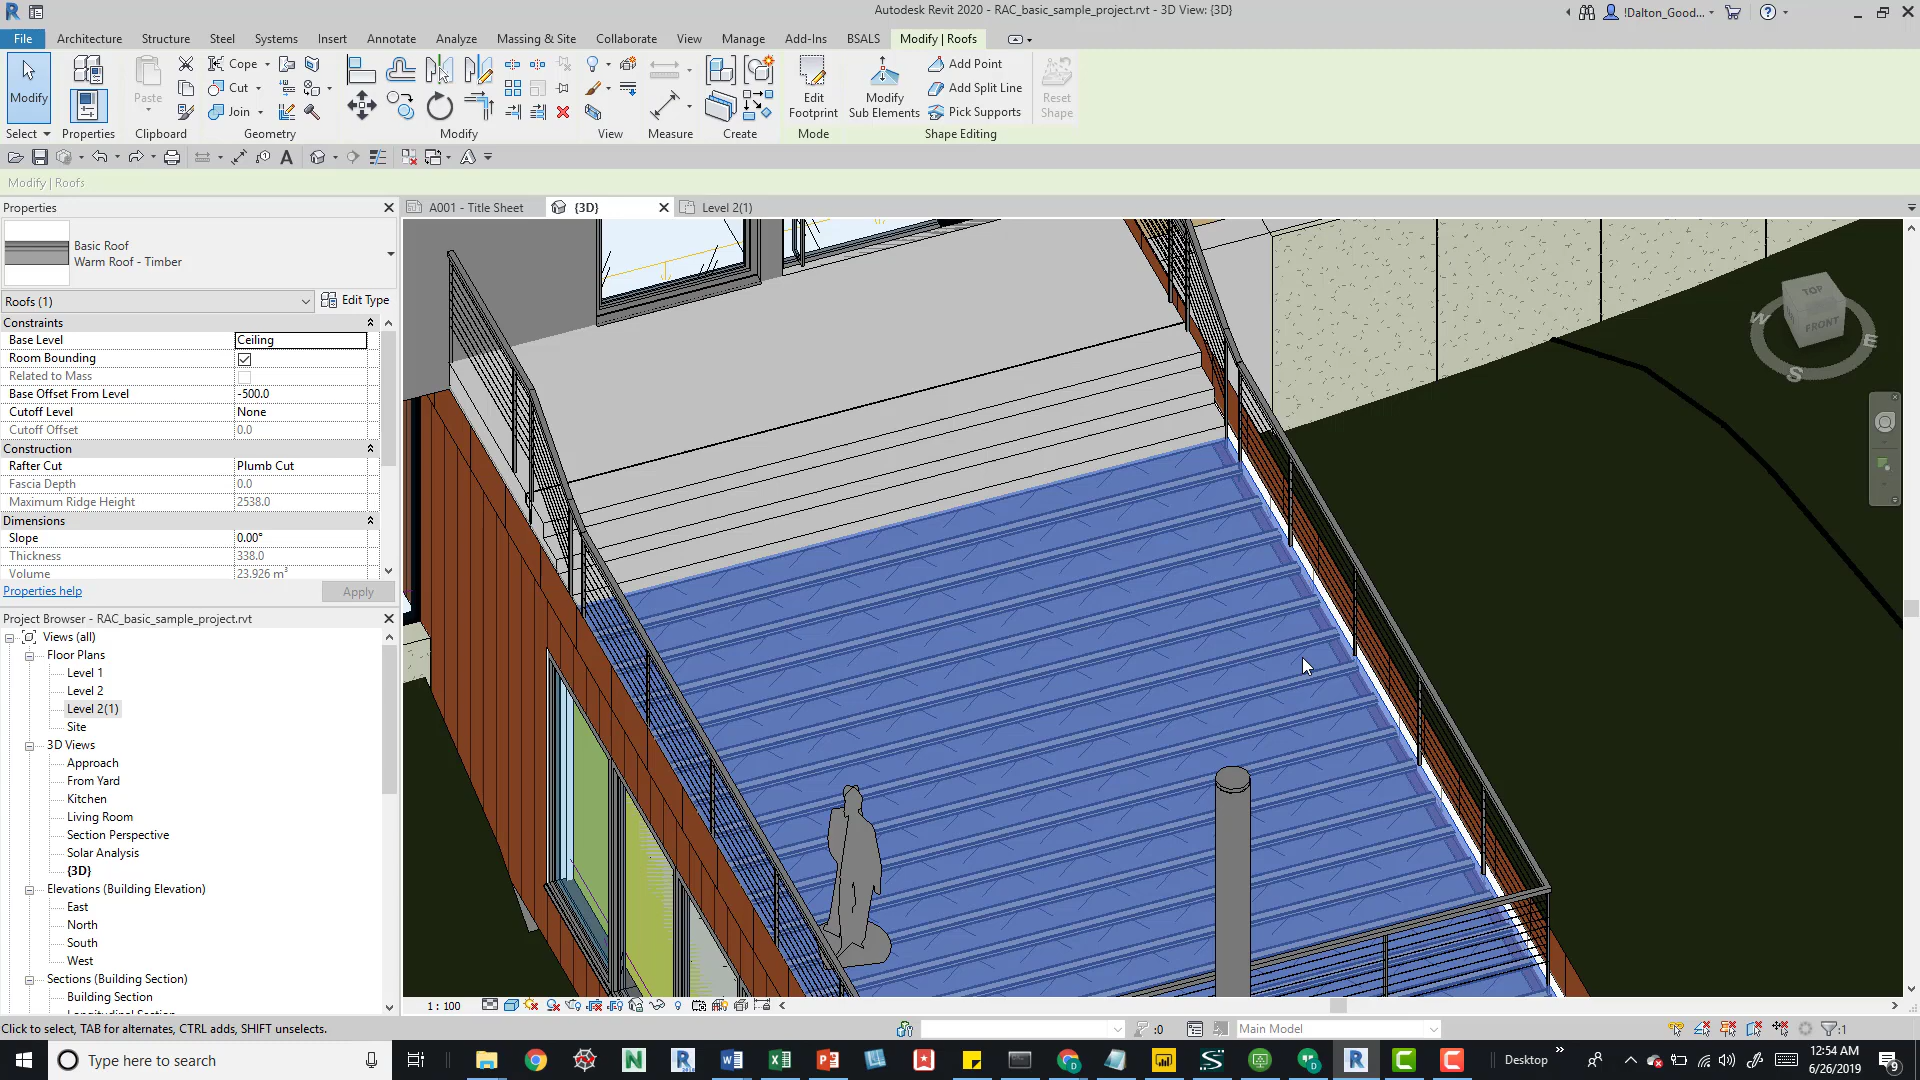 Autodesk Revit 2020 - RAC_basic_sample_project.rvt - 3D View: {3D}
!Dalton_Good...
File Architecture Structure Steel Systems Insert Annotate Analyze Massing & Site Collaborate View Manage Add-Ins BSALS Modify | Roofs
Modify
Select
Properties
Paste
Clipboard
Cope
Cut
Join
Geometry
Modify
View
Measure
Create
Edit
Footprint
Mode
Modify
Sub Elements
Add Point
Add Split Line
Pick Supports
Shape Editing
Reset
Shape
Modify | Roofs
Properties
A001 - Title Sheet
{3D}
Level 2(1)
Basic Roof
Warm Roof - Timber
Roofs (1)
Edit Type
Constraints
Base Level Ceiling
Room Bounding
Related to Mass
Base Offset From Level -500.0
Cutoff Level None
Cutoff Offset 0.0
Construction
Rafter Cut Plumb Cut
Fascia Depth 0.0
Maximum Ridge Height 2538.0
Dimensions
Slope 0.00°
Thickness 338.0
Volume 23.926 m³
Properties help
Apply
Project Browser - RAC_basic_sample_project.rvt
Views (all)
Floor Plans
Level 1
Level 2
Level 2(1)
Site
3D Views
Approach
From Yard
Kitchen
Living Room
Section Perspective
Solar Analysis
{3D}
Elevations (Building Elevation)
East
North
South
West
Sections (Building Section)
Building Section
TOP
FRONT
W
E
S
1 : 100
Click to select, TAB for alternates, CTRL adds, SHIFT unselects.
:0
Main Model
:1
Type here to search
Desktop
12:54 AM
6/26/2019
9